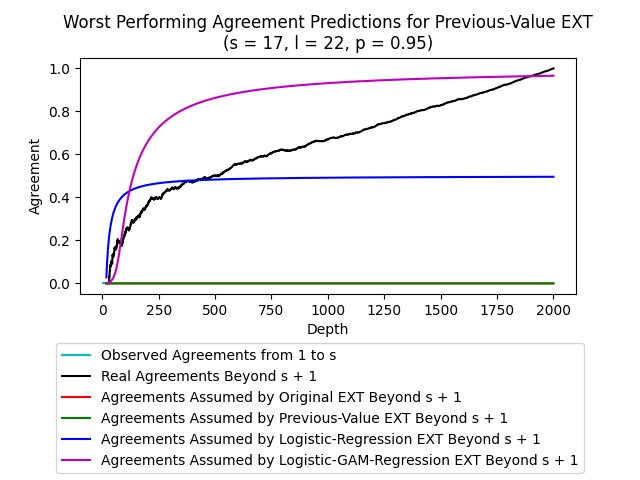 Worst Performing Agreement Predictions for Previous-Value EXT
(s = 17, l = 22, p = 0.95)
1.0
0.8
0.6
0.4
0.2
0.0
Agreement
0 250 500 750 1000 1250 1500 1750 2000
Depth
Observed Agreements from 1 to s
Real Agreements Beyond s + 1
Agreements Assumed by Original EXT Beyond s + 1
Agreements Assumed by Previous-Value EXT Beyond s + 1
Agreements Assumed by Logistic-Regression EXT Beyond s + 1
Agreements Assumed by Logistic-GAM-Regression EXT Beyond s + 1